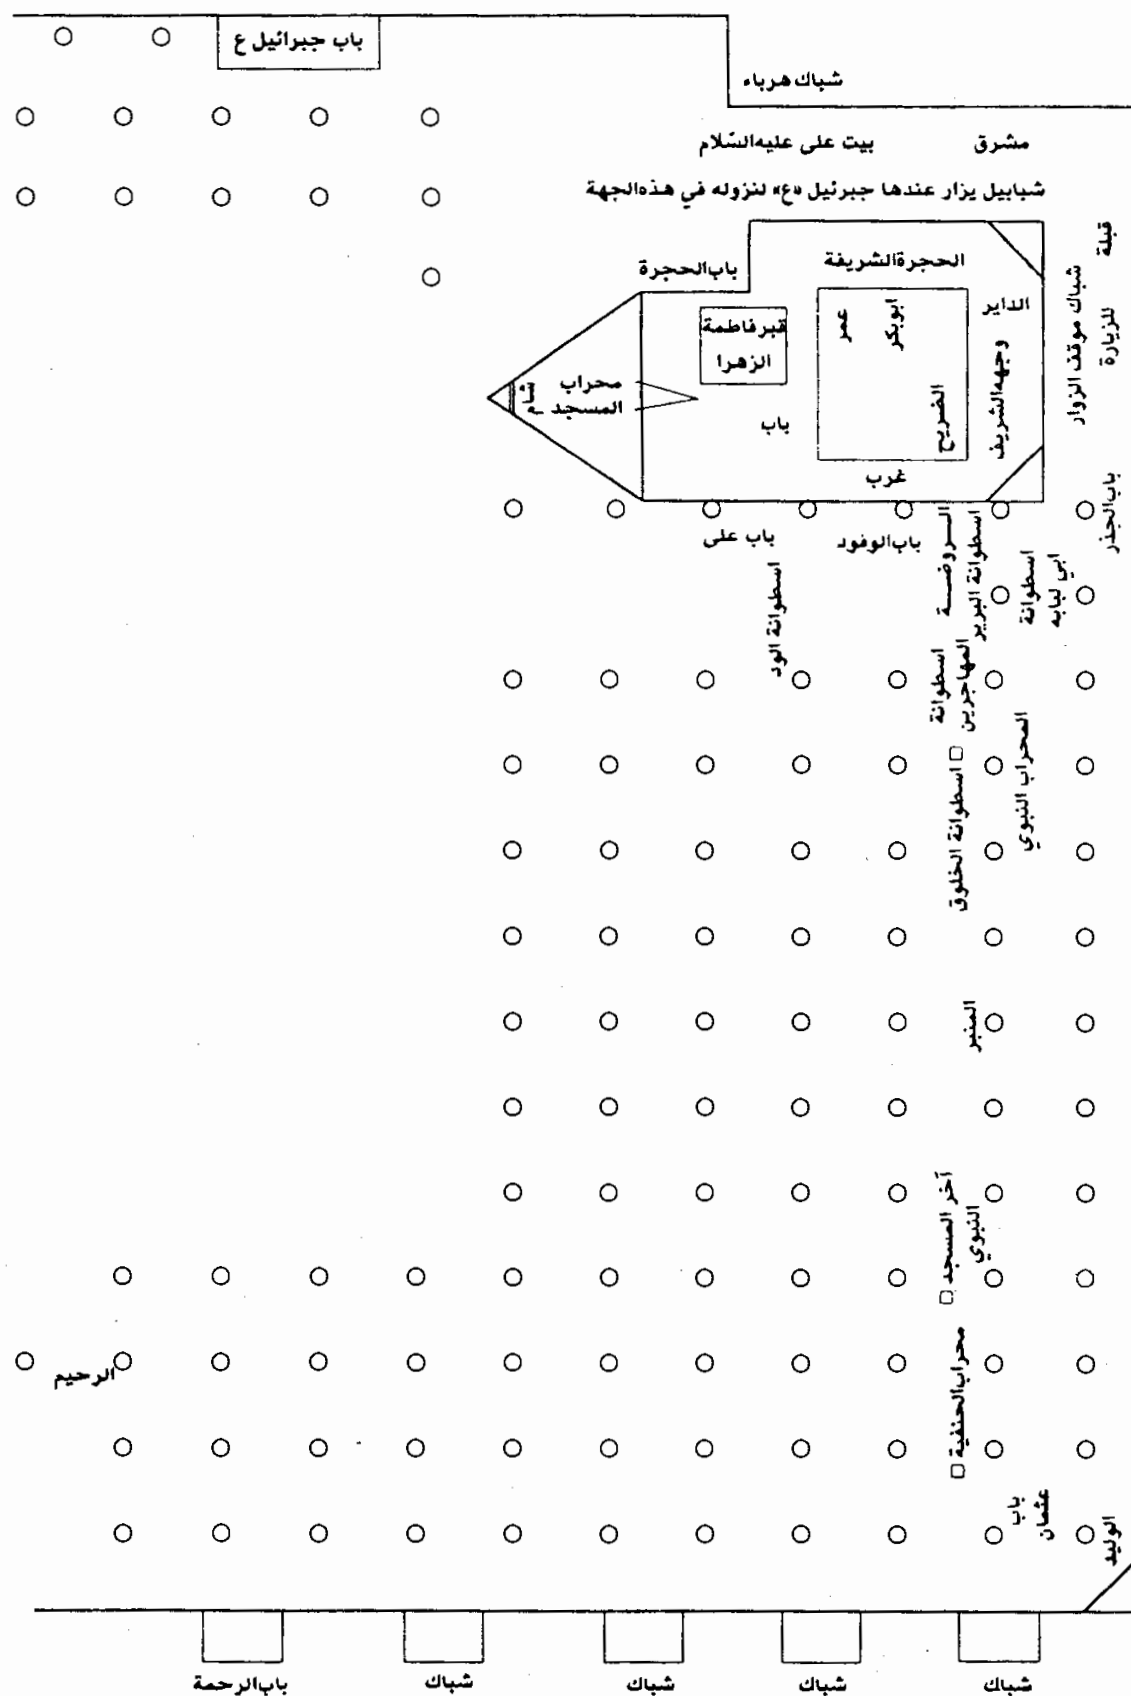 باب جبرائيل ع
شباك هرباء
مشرق
بيت على عليه السّلام
شبابيل يزار عندها جبرئيل «ع» لنزوله في هذه الجهة
قبلة
للزيارة
شباك موقف الزوار
باب الحجرة
الحجرة الشريفة
الداير
وجهه الشريف
ابوبكر
عمر
الضريح
قبر فاطمة
الزهرا
محراب
المسجد
شام
باب
غرب
باب الجذر
باب على
باب الوفود
الـروضـــة
اسطوانة البرير
اسطوانة
ابي لبابه
اسطوانة الود
اسطوانة
المهاجرين
المحراب النبوي
اسطوانة الخلوق
المنبر
آخر المسجد
النبوي
محراب الحنفية
الرحيم
باب
عثمان
الوليد
باب الرحمة
شباك
شباك
شباك
شباك